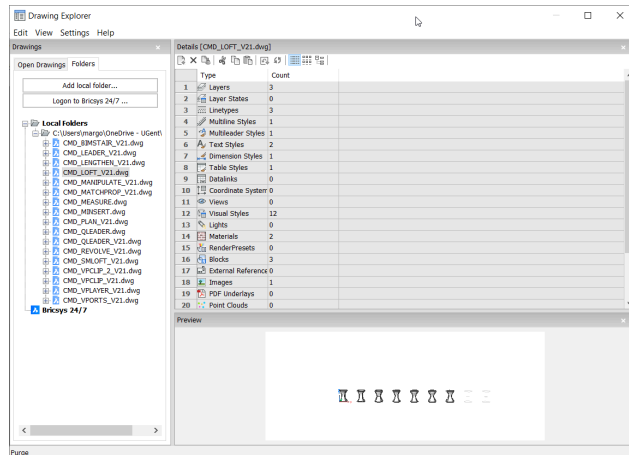 Drawing Explorer
Edit View Settings Help
Drawings
Details [CMD_LOFT_V21.dwg]
Open Drawings Folders
Add local folder...
Logon to Bricsys 24/7 ...
Local Folders
C:\Users\margo\OneDrive - UGent\
CMD_BIMSTAIR_V21.dwg
CMD_LEADER_V21.dwg
CMD_LENGTHEN_V21.dwg
CMD_LOFT_V21.dwg
CMD_MANIPULATE_V21.dwg
CMD_MATCHPROP_V21.dwg
CMD_MEASURE.dwg
CMD_MINSERT.dwg
CMD_PLAN_V21.dwg
CMD_QLEADER.dwg
CMD_QLEADER_V21.dwg
CMD_REVOLVE_V21.dwg
CMD_SMLOFT_V21.dwg
CMD_VPCLIP_2_V21.dwg
CMD_VPCLIP_V21.dwg
CMD_VPLAYER_V21.dwg
CMD_VPORTS_V21.dwg
Bricsys 24/7
Type Count
1 Layers 3
2 Layer States 0
3 Linetypes 3
4 Multiline Styles 1
5 Multileader Styles 1
6 Text Styles 2
7 Dimension Styles 1
8 Table Styles 1
9 Datalinks 0
10 Coordinate System 0
11 Views 0
12 Visual Styles 12
13 Lights 0
14 Materials 2
15 RenderPresets 0
16 Blocks 3
17 External Reference 0
18 Images 1
19 PDF Underlays 0
20 Point Clouds 0
Preview
Purge